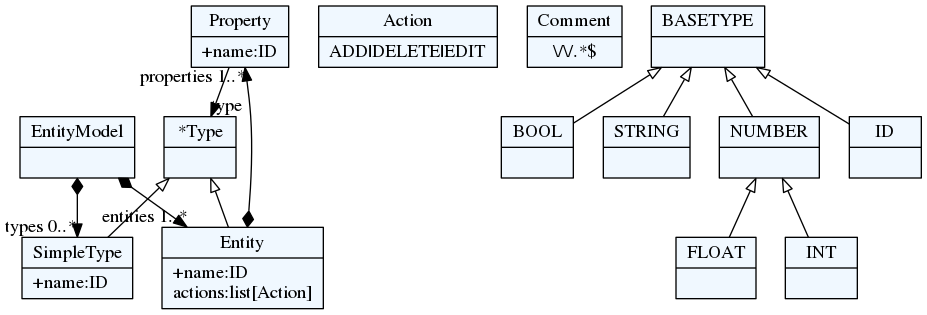 Property
+name:ID
Action
ADD|DELETE|EDIT
Comment
\/\/.*$
BASETYPE
properties 1..*
type
EntityModel
*Type
BOOL
STRING
NUMBER
ID
types 0..*
entities 1..*
SimpleType
+name:ID
Entity
+name:ID
actions:list[Action]
FLOAT
INT